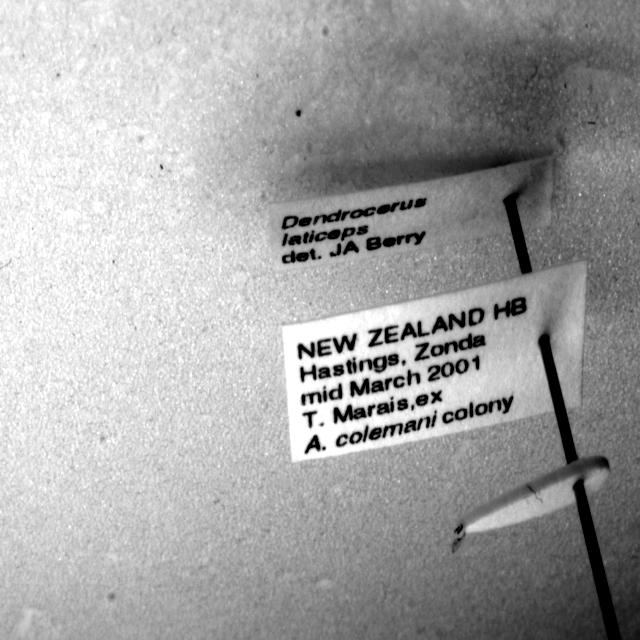 Dendrocerus
laticeps
det. JA Berry
NEW ZEALAND HB
Hastings, Zonda
mid March 2001
T. Marais, ex
A. colemani colony